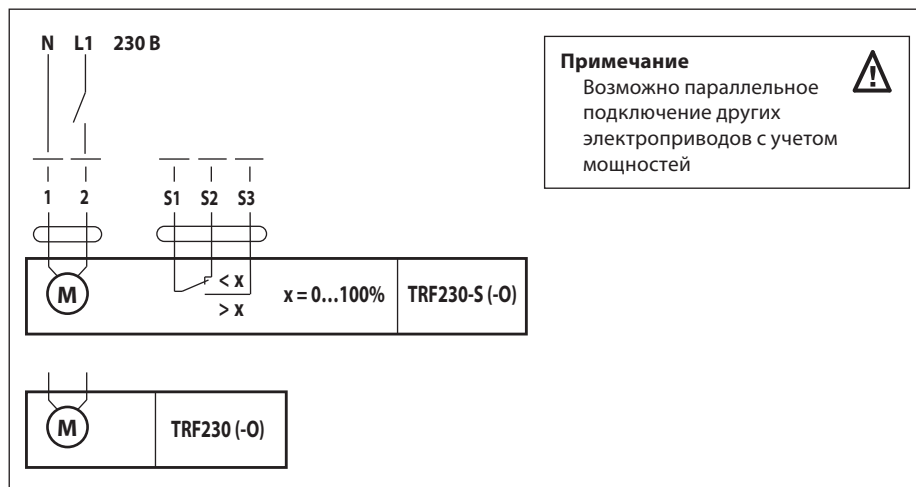 N L1 230 В
Примечание
Возможно параллельное
подключение других
электроприводов с учетом
мощностей
1 2 S1 S2 S3
M < x x = 0...100% TRF230-S (-O)
> x
M TRF230 (-O)